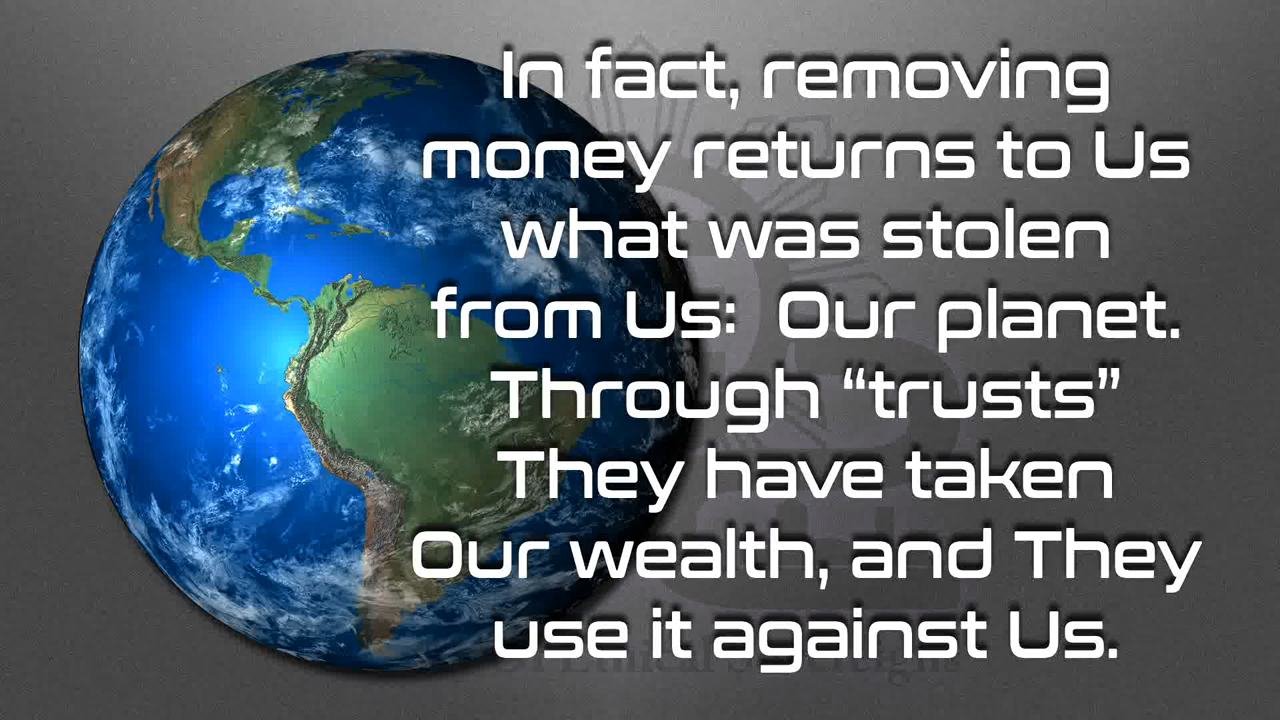 In fact, removing
money returns to Us
what was stolen
from Us:  Our planet.
Through “trusts”
They have taken
Our wealth, and They
use it against Us.